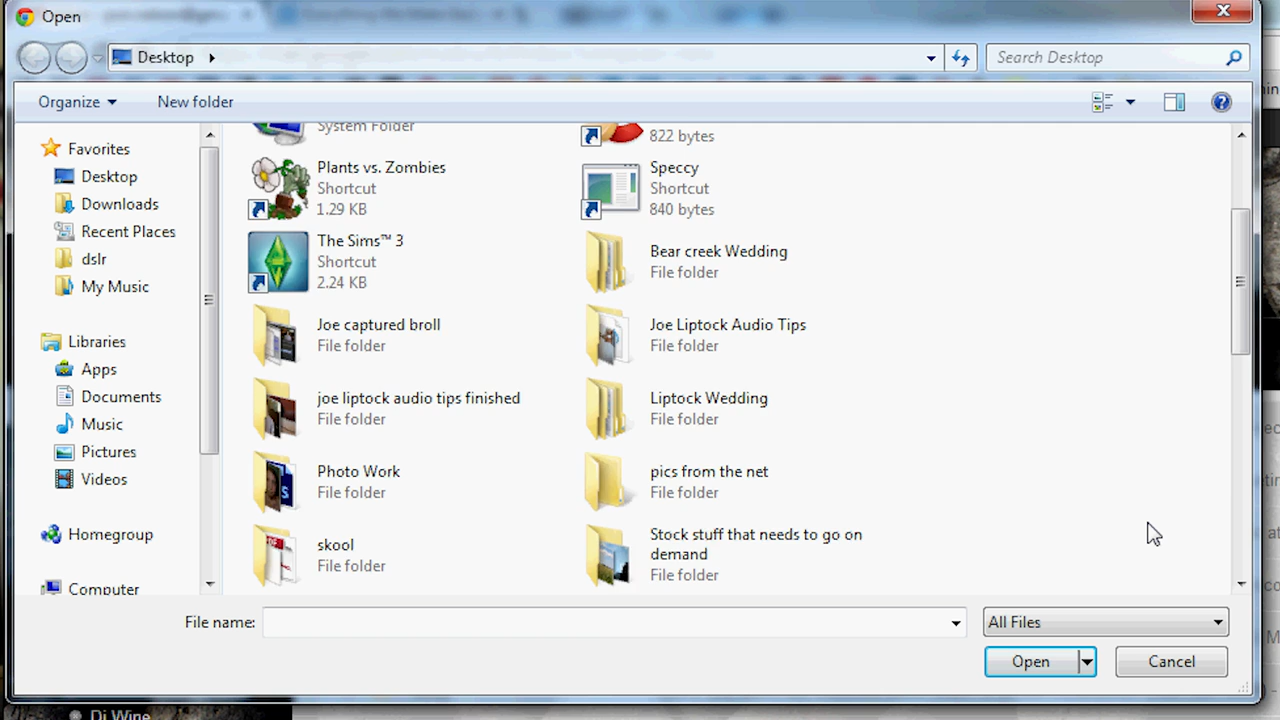 Open
Desktop
Search Desktop
Organize
New folder
Favorites
Desktop
Downloads
Recent Places
dslr
My Music
Libraries
Apps
Documents
Music
Pictures
Videos
Homegroup
Computer
System Folder
822 bytes
Plants vs. Zombies
Shortcut
1.29 KB
Speccy
Shortcut
840 bytes
The Sims™ 3
Shortcut
2.24 KB
Bear creek Wedding
File folder
Joe captured broll
File folder
Joe Liptock Audio Tips
File folder
joe liptock audio tips finished
File folder
Liptock Wedding
File folder
Photo Work
File folder
pics from the net
File folder
skool
File folder
Stock stuff that needs to go on
demand
File folder
File name:
All Files
Open
Cancel
Di Wine